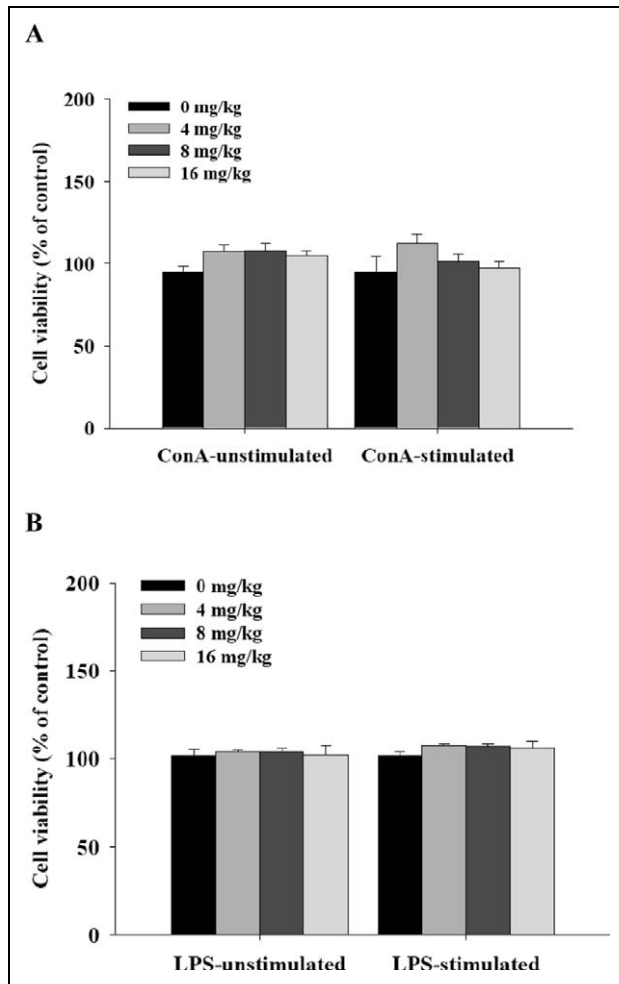 A
Cell viability (% of control)
200
150
100
50
0
0 mg/kg
4 mg/kg
8 mg/kg
16 mg/kg
ConA-unstimulated
ConA-stimulated
B
Cell viability (% of control)
200
150
100
50
0
0 mg/kg
4 mg/kg
8 mg/kg
16 mg/kg
LPS-unstimulated
LPS-stimulated